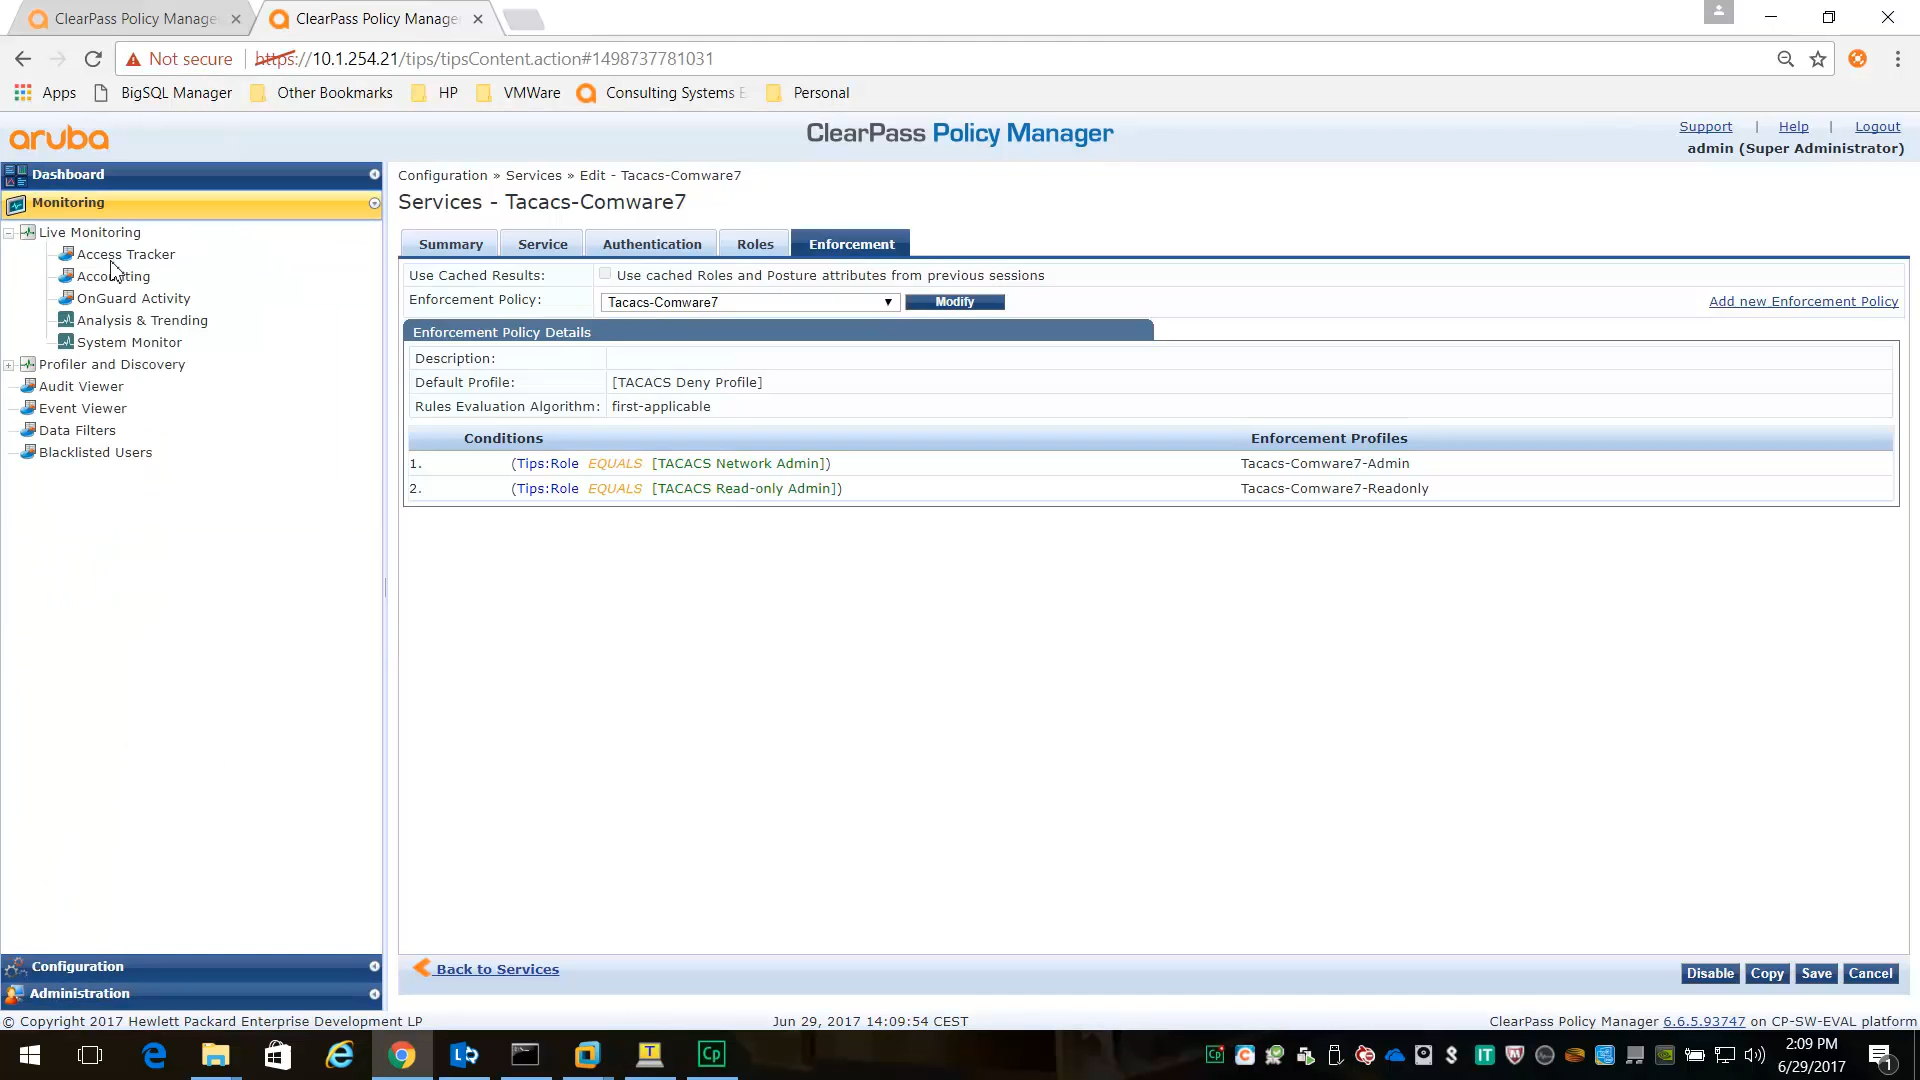 ClearPass Policy Manage
ClearPass Policy Manage
Not secure
https://10.1.254.21/tips/tipsContent.action#1498737781031
Apps
BigSQL Manager
Other Bookmarks
HP
VMWare
Consulting Systems E
Personal
aruba
ClearPass Policy Manager
Support | Help | Logout
admin (Super Administrator)
Dashboard
Monitoring
Live Monitoring
Access Tracker
Accounting
OnGuard Activity
Analysis & Trending
System Monitor
Profiler and Discovery
Audit Viewer
Event Viewer
Data Filters
Blacklisted Users
Configuration
Administration
Configuration » Services » Edit - Tacacs-Comware7
Services - Tacacs-Comware7
Summary
Service
Authentication
Roles
Enforcement
Use Cached Results:
Use cached Roles and Posture attributes from previous sessions
Enforcement Policy:
Tacacs-Comware7
Modify
Add new Enforcement Policy
Enforcement Policy Details
Description:
Default Profile:
[TACACS Deny Profile]
Rules Evaluation Algorithm:
first-applicable
Conditions
Enforcement Profiles
1. (Tips:Role EQUALS [TACACS Network Admin])
Tacacs-Comware7-Admin
2. (Tips:Role EQUALS [TACACS Read-only Admin])
Tacacs-Comware7-Readonly
Back to Services
Disable
Copy
Save
Cancel
© Copyright 2017 Hewlett Packard Enterprise Development LP
Jun 29, 2017 14:09:54 CEST
ClearPass Policy Manager 6.6.5.93747 on CP-SW-EVAL platform
2:09 PM
6/29/2017